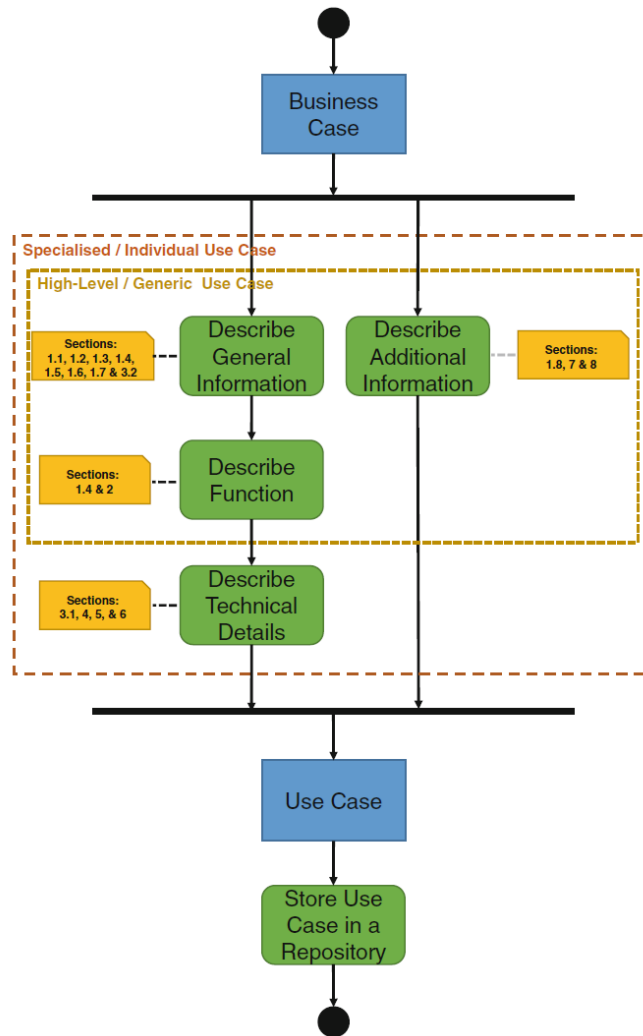 Business
Case
Specialised / Individual Use Case
High-Level / Generic Use Case
Sections:
1.1, 1.2, 1.3, 1.4,
1.5, 1.6, 1.7 & 3.2
Describe
General
Information
Describe
Additional
Information
Sections:
1.8, 7 & 8
Sections:
1.4 & 2
Describe
Function
Sections:
3.1, 4, 5, & 6
Describe
Technical
Details
Use Case
Store Use
Case in a
Repository